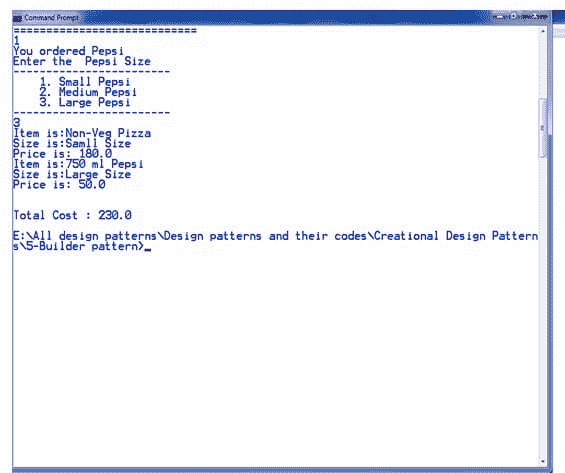 Command Prompt
============================
1
You ordered Pepsi
Enter the  Pepsi Size
------------------------
    1. Small Pepsi
    2. Medium Pepsi
    3. Large Pepsi
------------------------
3
Item is:Non-Veg Pizza
Size is:Samll Size
Price is: 180.0
Item is:750 ml Pepsi
Size is:Large Size
Price is: 50.0
Total Cost : 230.0
E:\All design patterns\Design patterns and their codes\Creational Design Pattern
s\5-Builder pattern>_